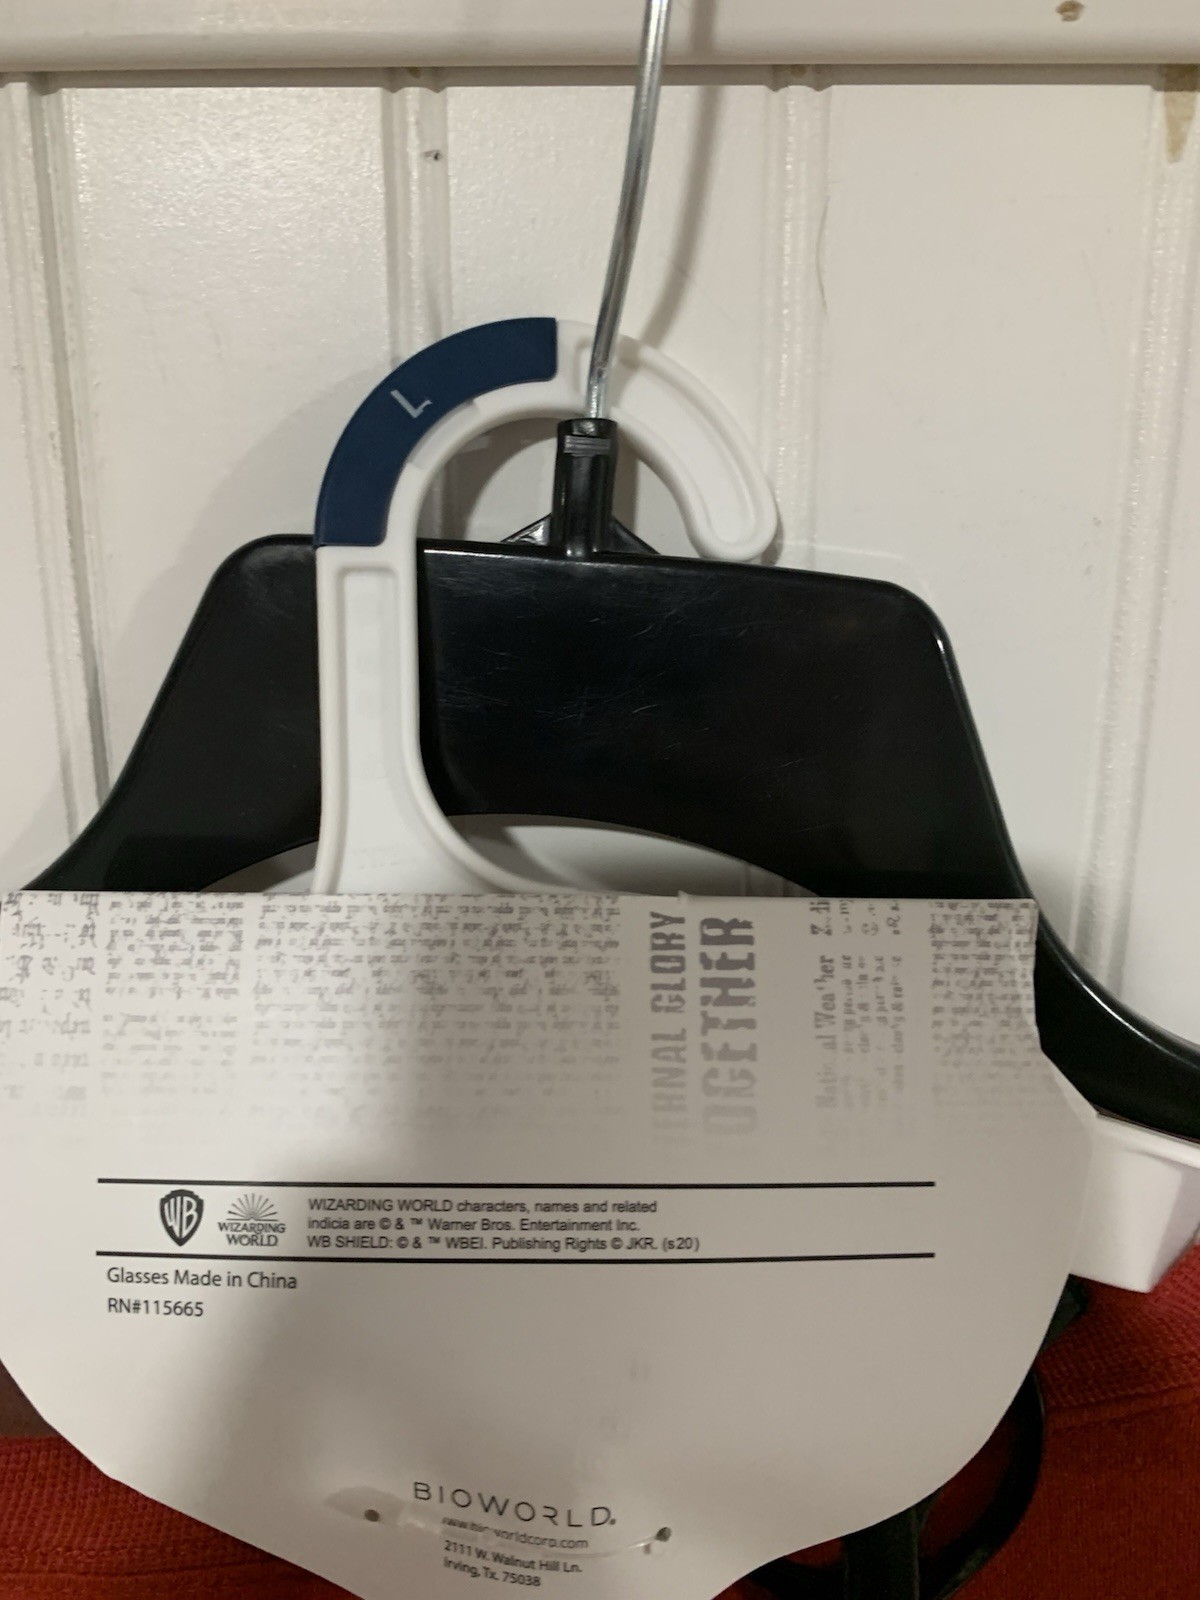 L
ERNAL GLORY
OGETHER
Weather
WB
WIZARDING
WORLD
WIZARDING WORLD characters, names and related
indicia are © & ™ Warner Bros. Entertainment Inc.
WB SHIELD: © & ™ WBEI. Publishing Rights © JKR. (s20)
Glasses Made in China
RN#115665
BIOWORLD
www.bioworldcorp.com
2111 W. Walnut Hill Ln.
Irving, Tx. 75038